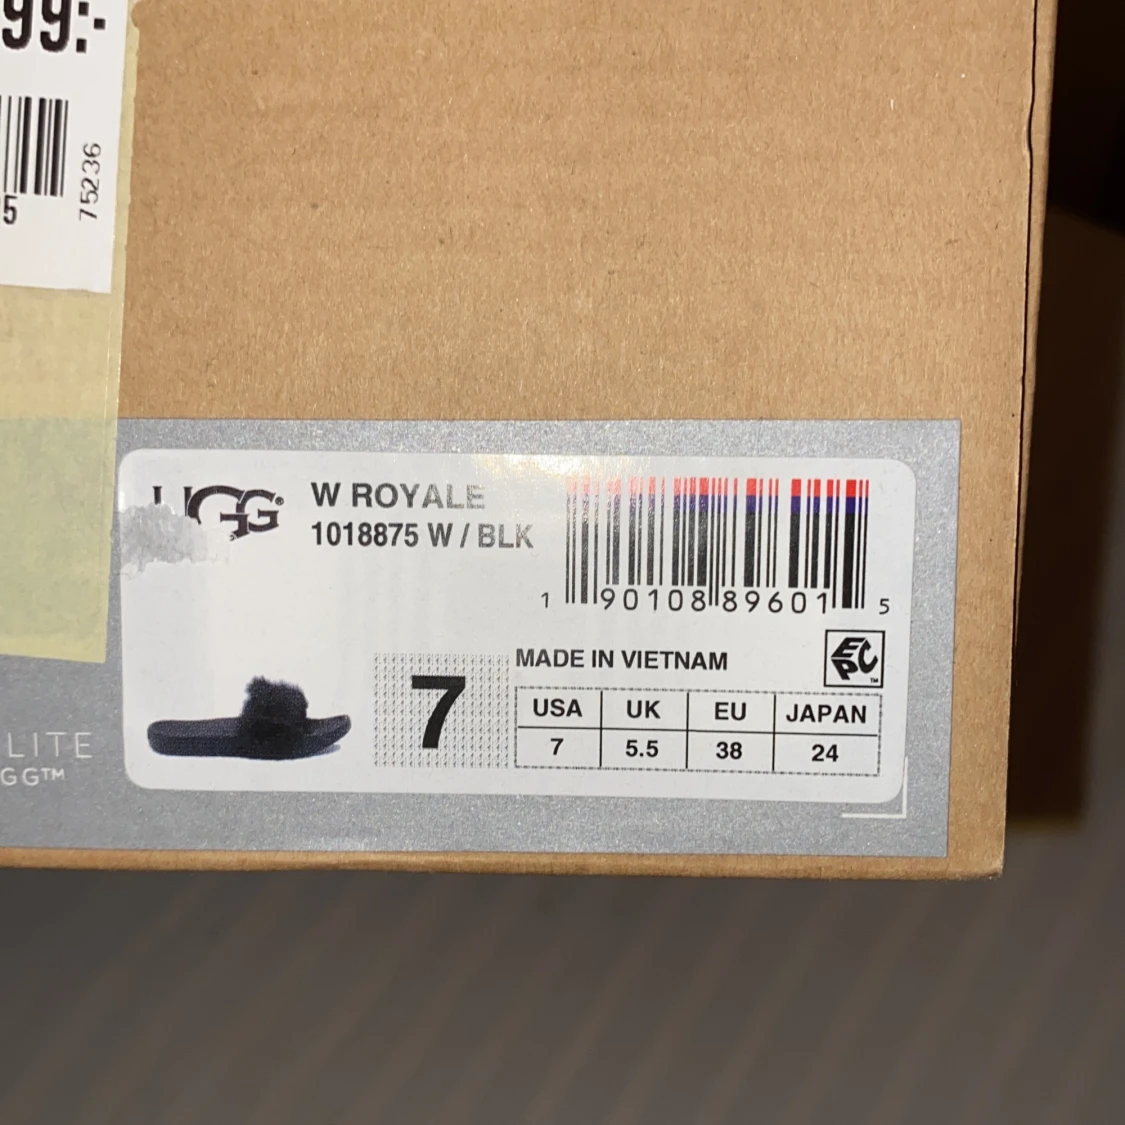 99:-
5
75236
UGG®
W ROYALE
1018875 W / BLK
1 90108 89601 5
MADE IN VIETNAM
EPC™
7
USA UK EU JAPAN
7 5.5 38 24
LITE
GG™